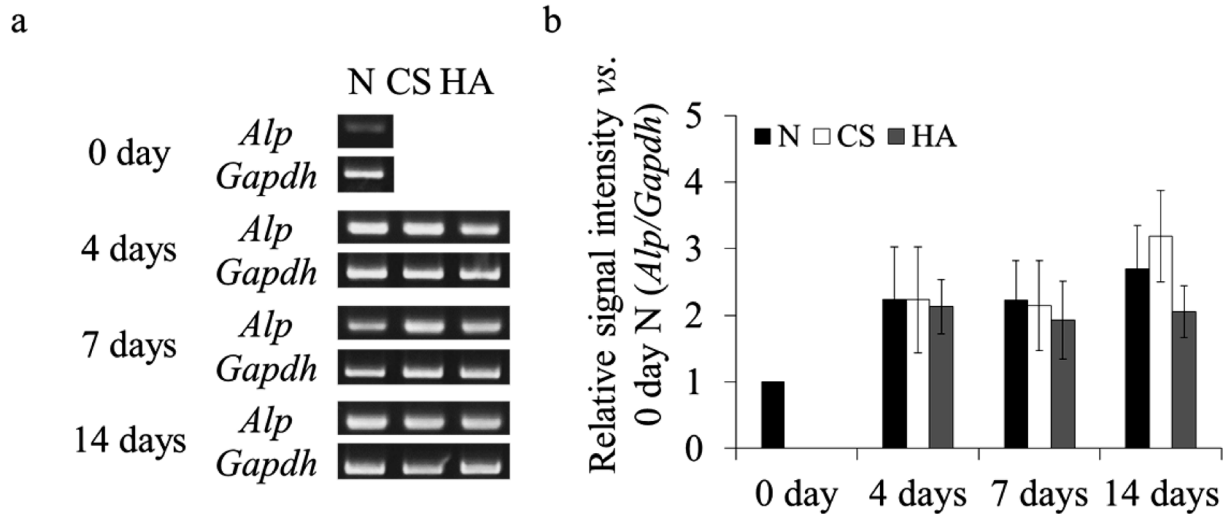 a
N CS HA
0 day
Alp
Gapdh
4 days
Alp
Gapdh
7 days
Alp
Gapdh
14 days
Alp
Gapdh
b
Relative signal intensity vs.
0 day N (Alp/Gapdh)
5
4
3
2
1
0
N CS HA
0 day 4 days 7 days 14 days